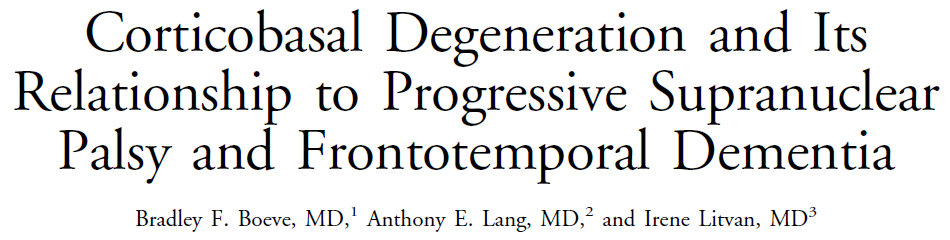 Corticobasal Degeneration and Its
Relationship to Progressive Supranuclear
Palsy and Frontotemporal Dementia
Bradley F. Boeve, MD,¹ Anthony E. Lang, MD,² and Irene Litvan, MD³